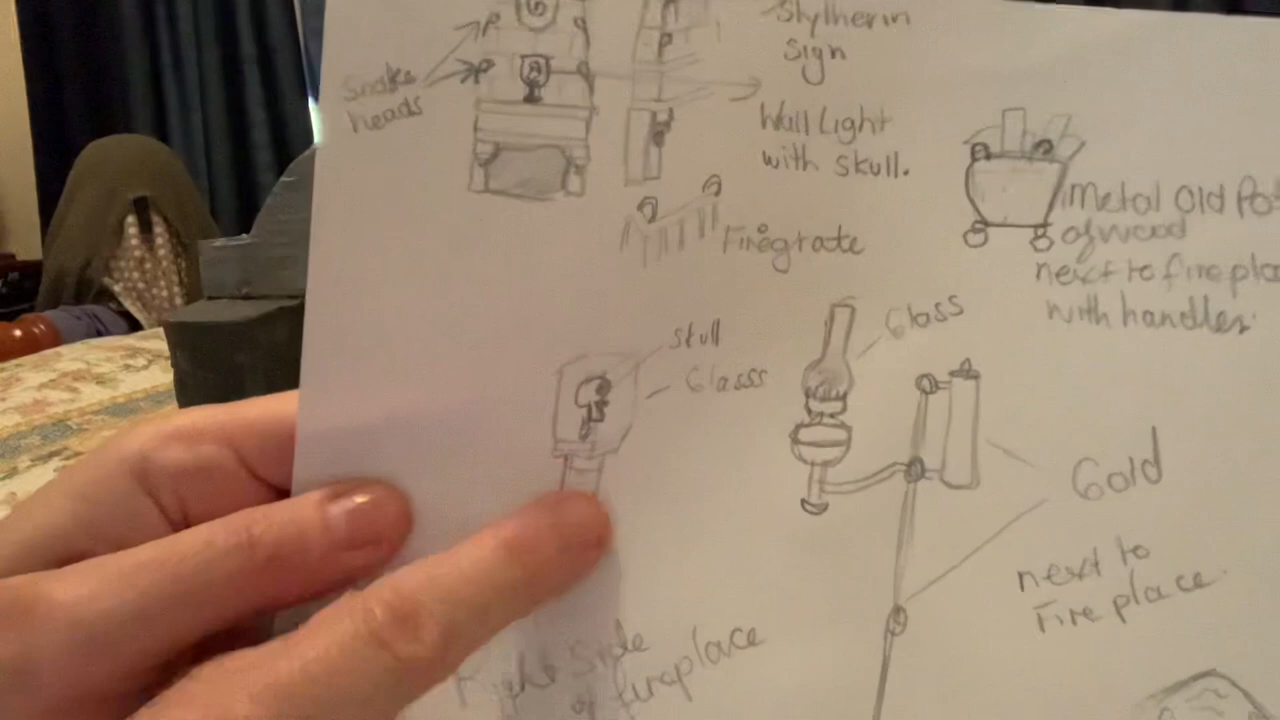 Slytherin
Sign
Snake
heads
Wall Light
with Skull.
Firegrate
Metal Old Pot
of wood
next to fire pla
with handles.
Skull
Glasss
Glass
Gold
next to
Fire place.
Right Side
of fireplace